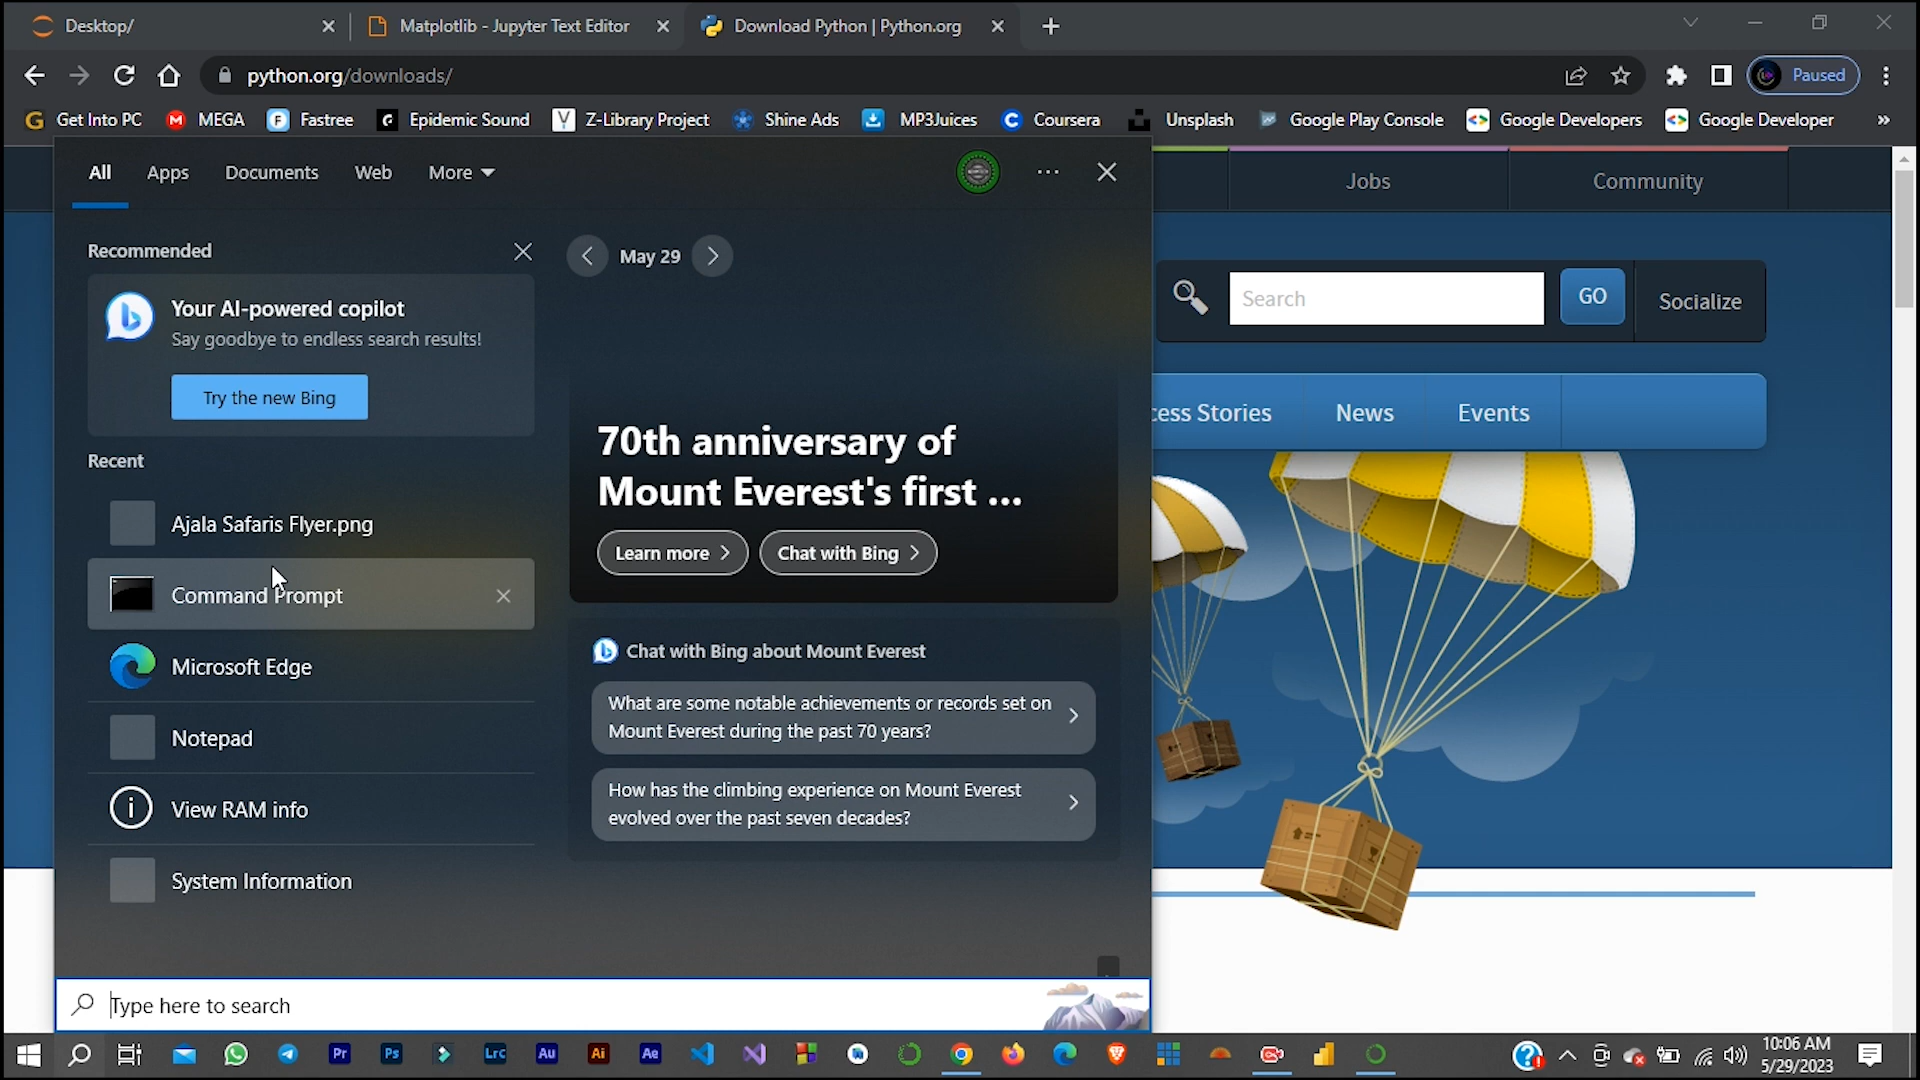 Desktop/
Matplotlib - Jupyter Text Editor
Download Python | Python.org
python.org/downloads/
Paused
Get Into PC
MEGA
Fastree
Epidemic Sound
Z-Library Project
Shine Ads
MP3Juices
Coursera
Unsplash
Google Play Console
Google Developers
Google Developer
All
Apps
Documents
Web
More
Jobs
Community
Recommended
May 29
Your AI-powered copilot
Say goodbye to endless search results!
Try the new Bing
Search
GO
Socialize
cess Stories
News
Events
70th anniversary of
Mount Everest's first ...
Learn more
Chat with Bing
Recent
Ajala Safaris Flyer.png
Command Prompt
Microsoft Edge
Notepad
View RAM info
System Information
Chat with Bing about Mount Everest
What are some notable achievements or records set on
Mount Everest during the past 70 years?
How has the climbing experience on Mount Everest
evolved over the past seven decades?
Type here to search
Pr
Ps
Lrc
Au
Ai
Ae
10:06 AM
5/29/2023